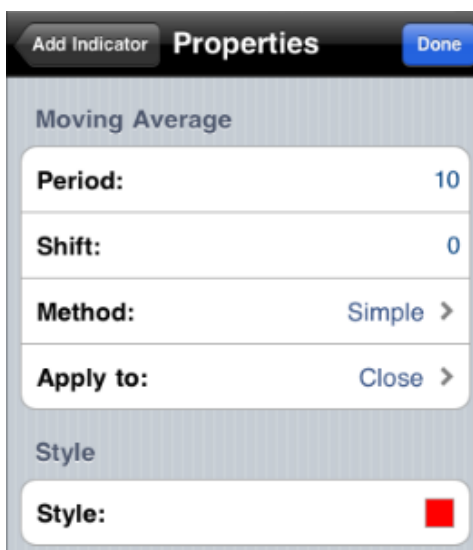 Add Indicator Properties Done
Moving Average
Period: 10
Shift: 0
Method: Simple >
Apply to: Close >
Style
Style: